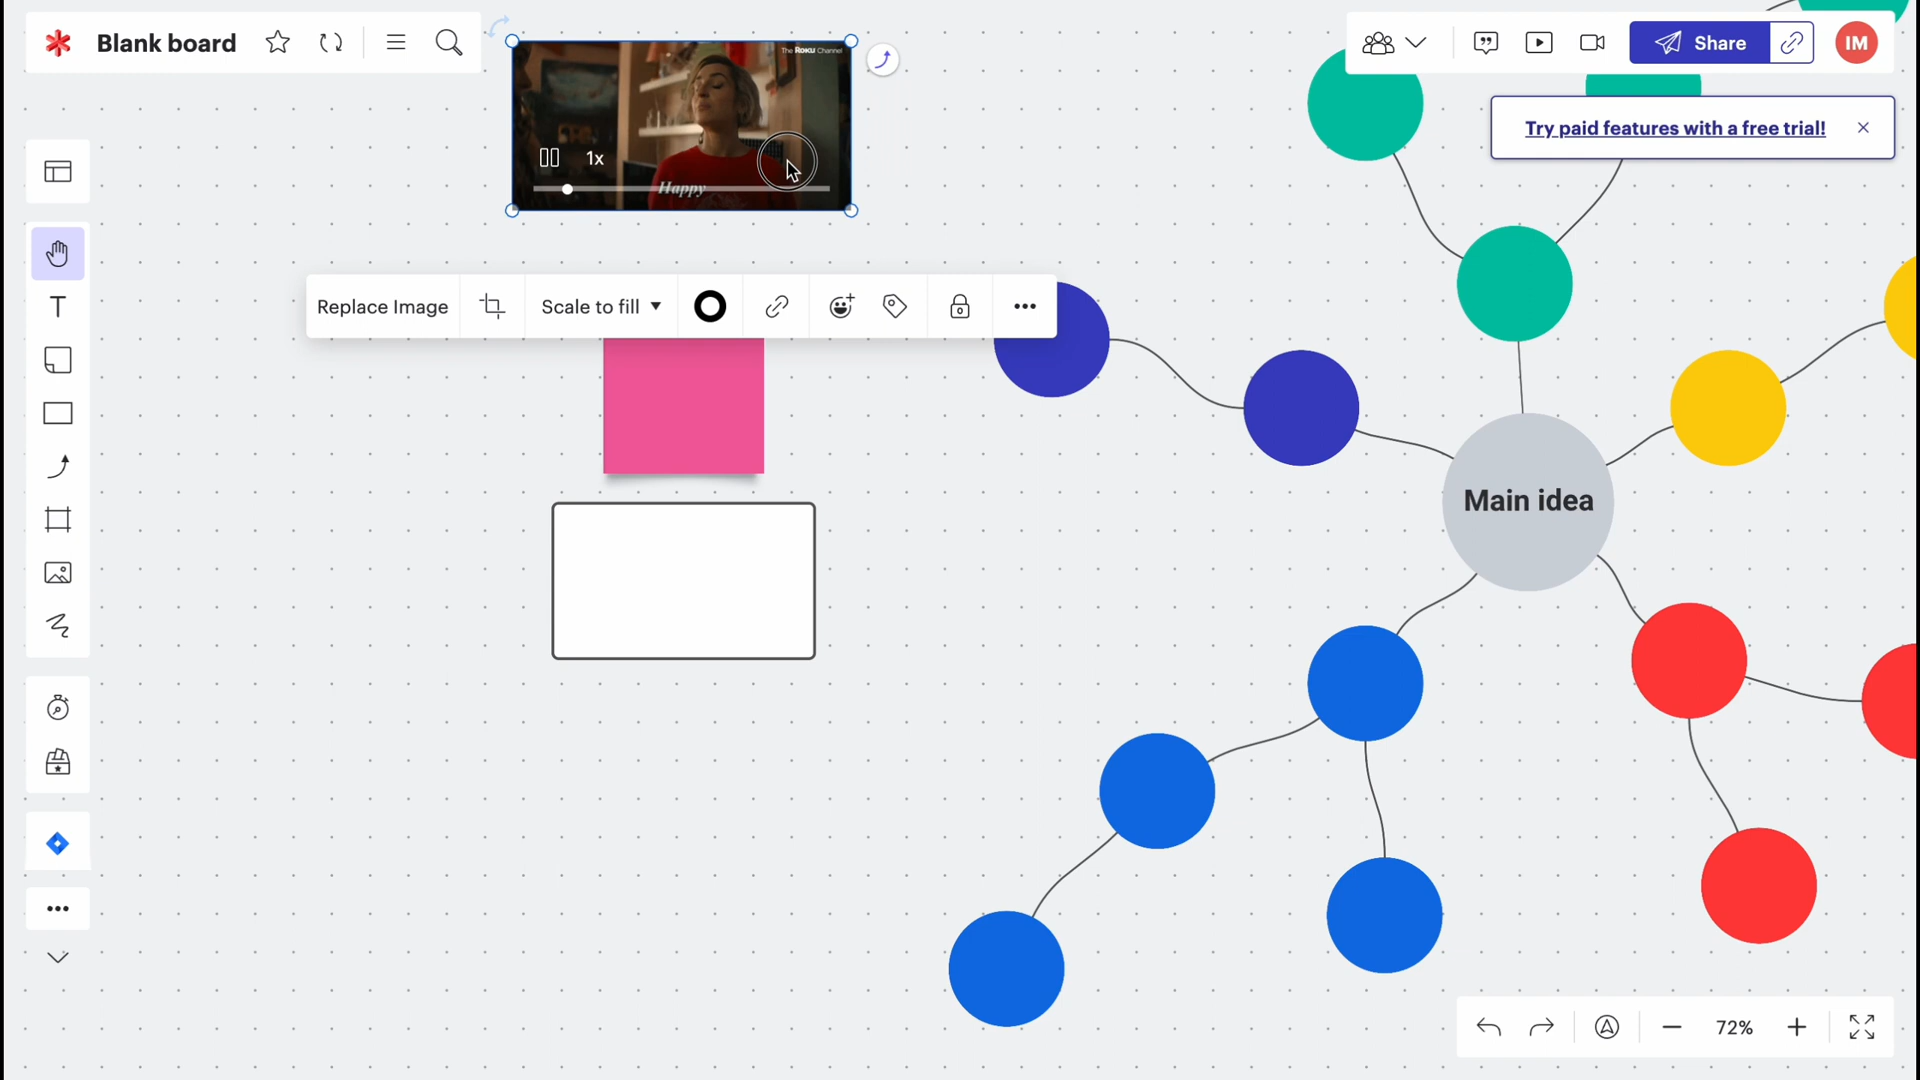 Blank board
Share
IM
Try paid features with a free trial!
The Roku Channel
1x
Happy
Replace Image
Scale to fill
T
Main idea
72%